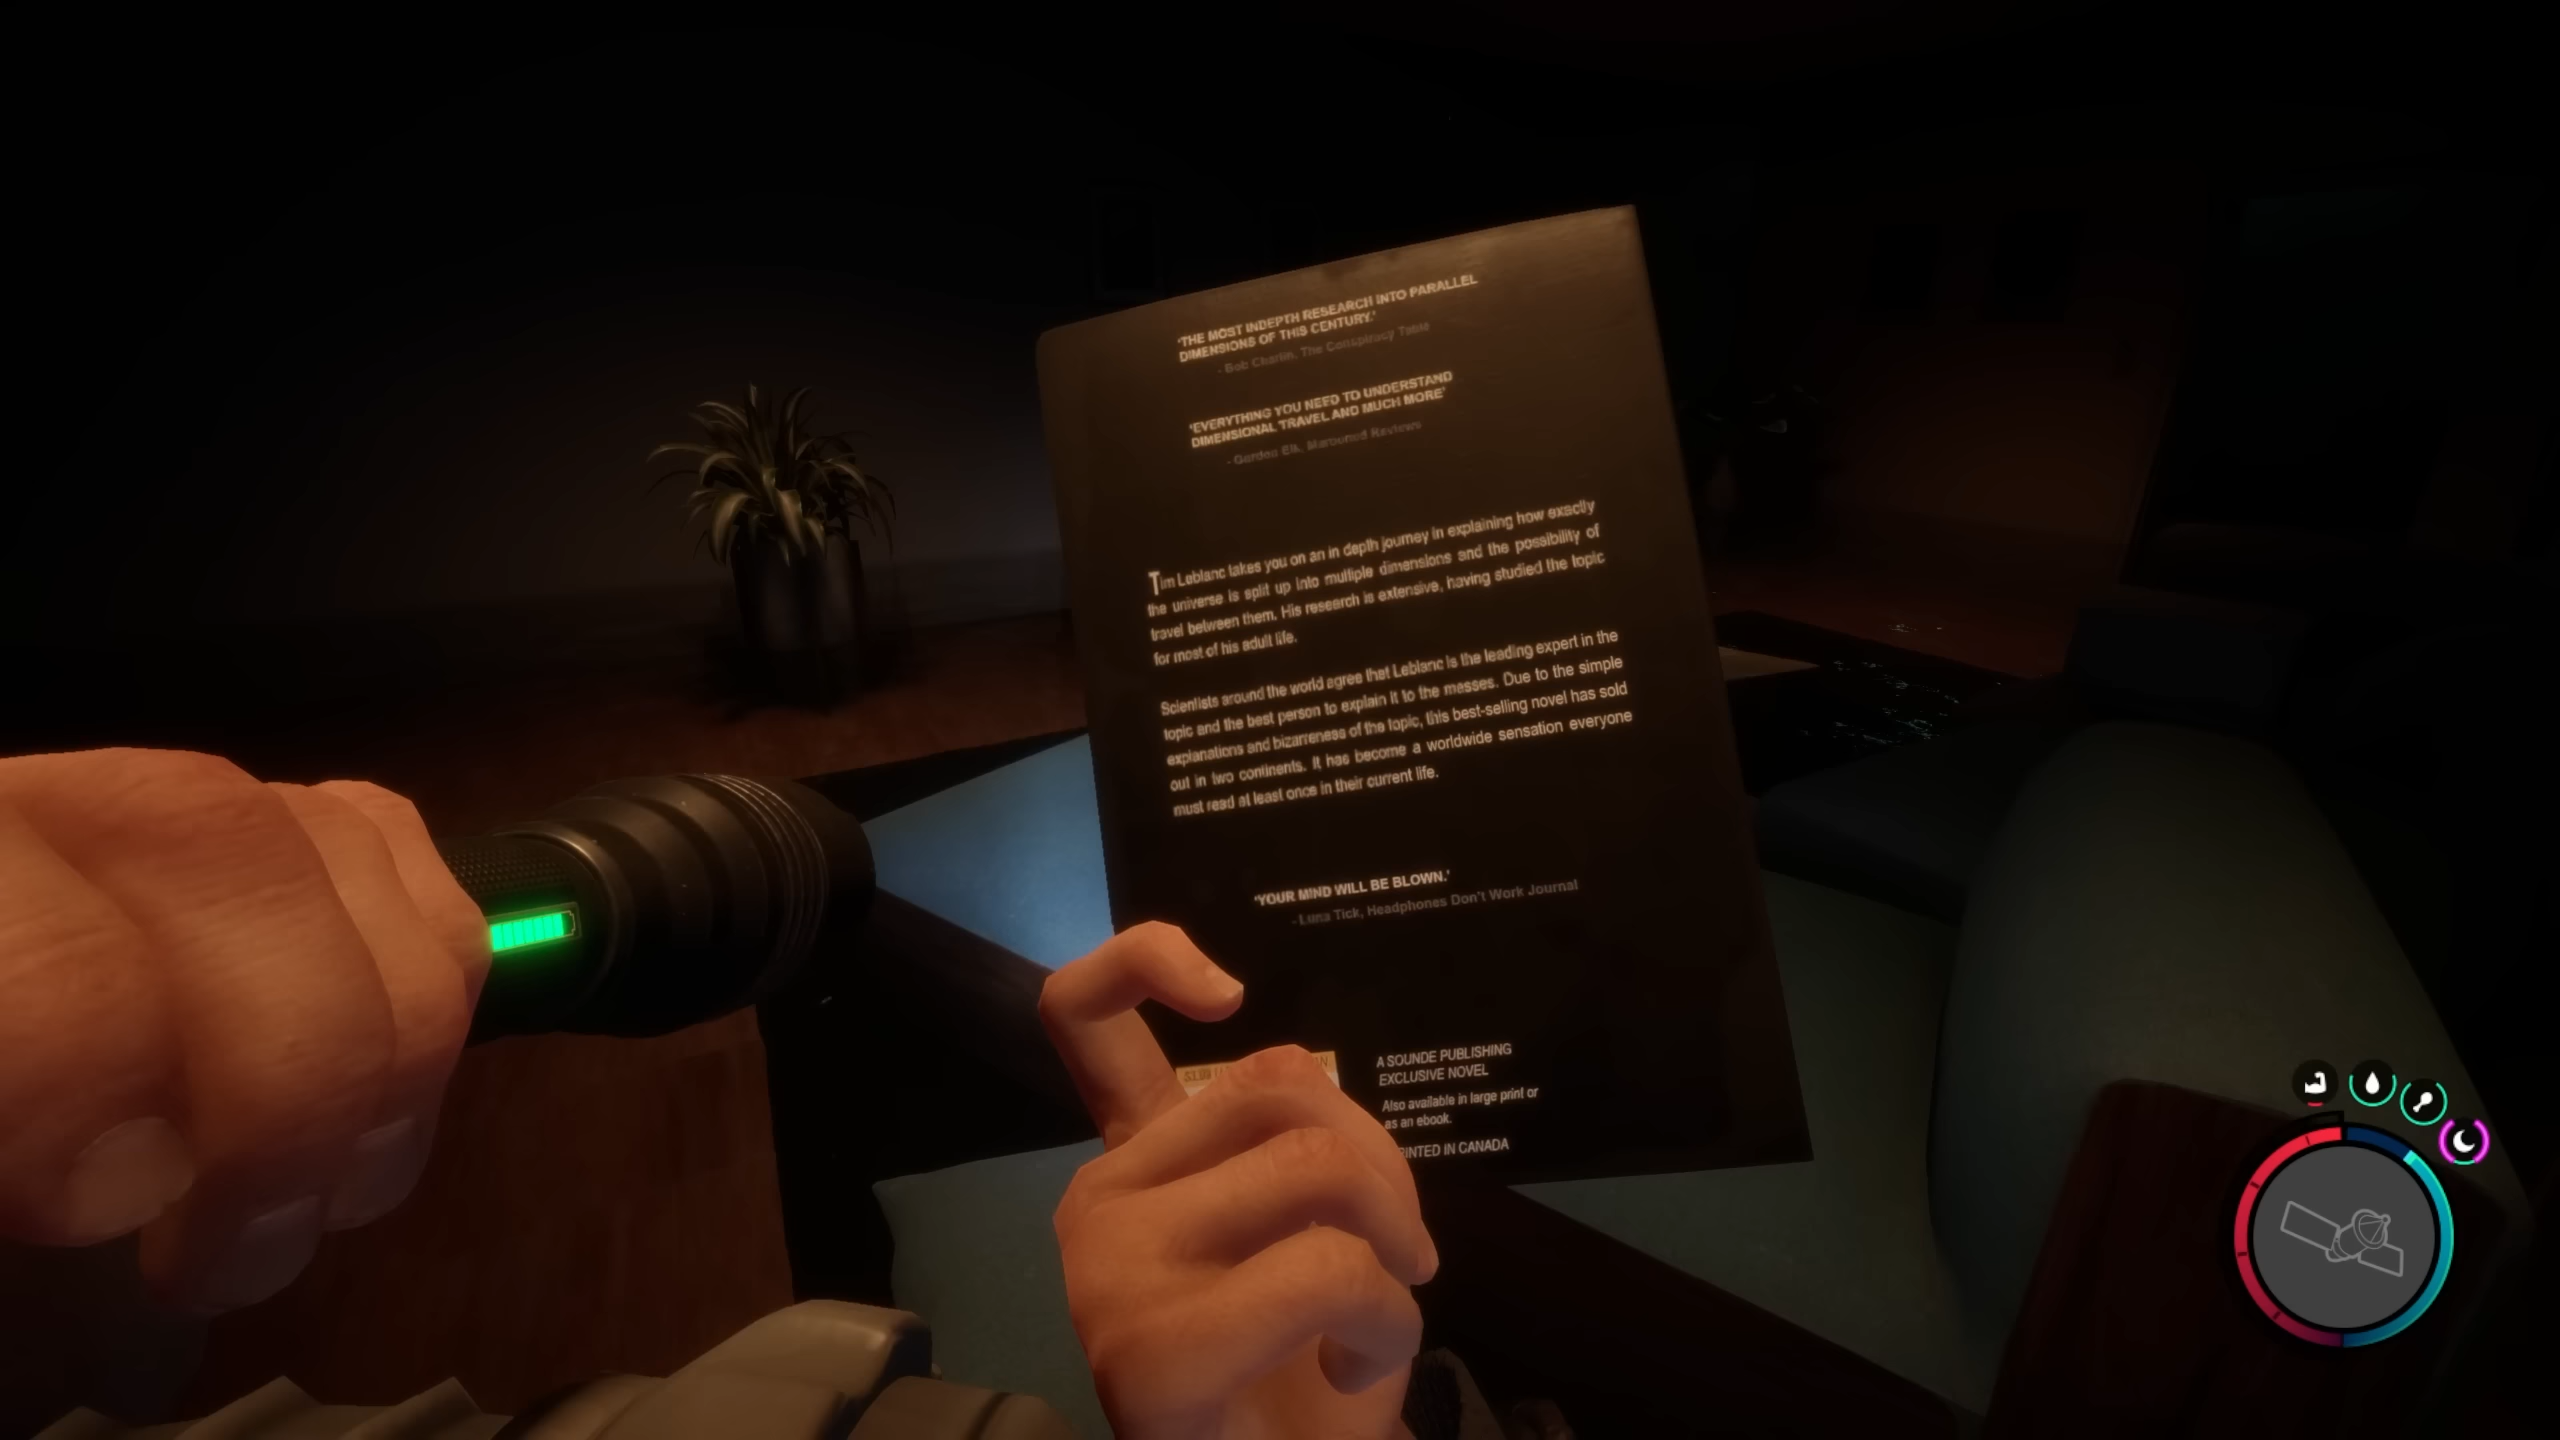 'THE MOST INDEPTH RESEARCH INTO PARALLEL
DIMENSIONS OF THIS CENTURY.'
- Bob Charlin, The Conspiracy Table
'EVERYTHING YOU NEED TO UNDERSTAND
DIMENSIONAL TRAVEL AND MUCH MORE'
- Gorden Elk, Marooned Reviews
Tim Leblanc takes you on an in depth journey in explaining how exactly
the universe is split up into multiple dimensions and the possibility of
travel between them. His research is extensive, having studied the topic
for most of his adult life.
Scientists around the world agree that Leblanc is the leading expert in the
topic and the best person to explain it to the masses. Due to the simple
explanations and bizarreness of the topic, this best-selling novel has sold
out in two continents. It has become a worldwide sensation everyone
must read at least once in their current life.
'YOUR MIND WILL BE BLOWN.'
- Luna Tick, Headphones Don't Work Journal
A SOUNDE PUBLISHING
EXCLUSIVE NOVEL
Also available in large print or
as an ebook.
INTED IN CANADA